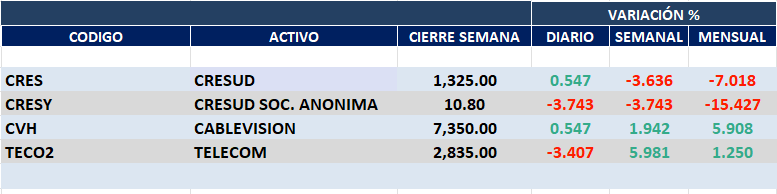 VARIACIÓN %
CODIGO ACTIVO CIERRE SEMANA DIARIO SEMANAL MENSUAL
CRES CRESUD 1,325.00 0.547 -3.636 -7.018
CRESY CRESUD SOC. ANONIMA 10.80 -3.743 -3.743 -15.427
CVH CABLEVISION 7,350.00 0.547 1.942 5.908
TECO2 TELECOM 2,835.00 -3.407 5.981 1.250